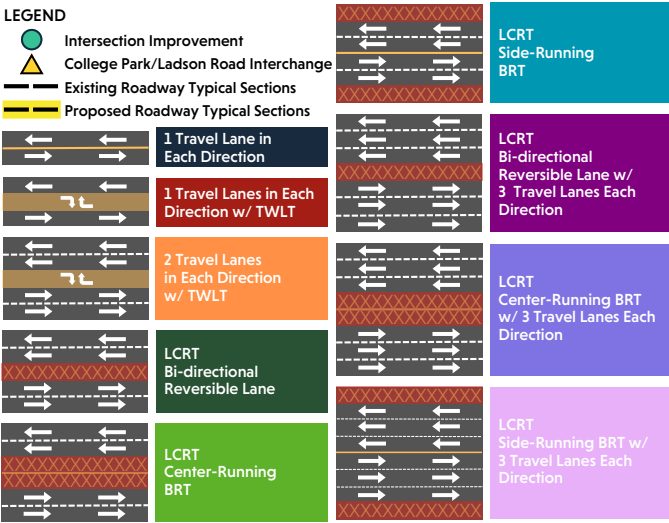 LEGEND
Intersection Improvement
College Park/Ladson Road Interchange
Existing Roadway Typical Sections
Proposed Roadway Typical Sections
1 Travel Lane in
Each Direction
1 Travel Lanes in Each
Direction w/ TWLT
2 Travel Lanes
in Each Direction
w/ TWLT
LCRT
Bi-directional
Reversible Lane
LCRT
Center-Running
BRT
LCRT
Side-Running
BRT
LCRT
Bi-directional
Reversible Lane w/
3 Travel Lanes Each
Direction
LCRT
Center-Running BRT
w/ 3 Travel Lanes Each
Direction
LCRT
Side-Running BRT w/
3 Travel Lanes Each
Direction